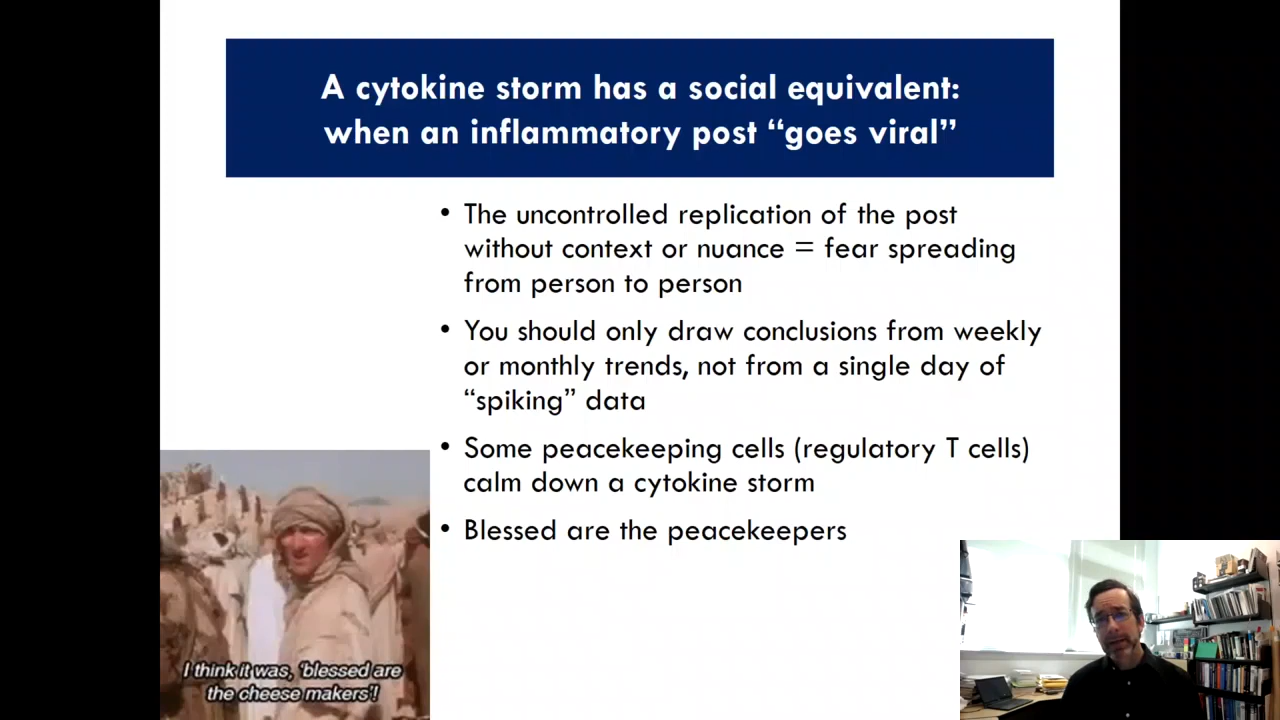 A cytokine storm has a social equivalent:
when an inflammatory post “goes viral”
• The uncontrolled replication of the post
without context or nuance = fear spreading
from person to person
• You should only draw conclusions from weekly
or monthly trends, not from a single day of
“spiking” data
• Some peacekeeping cells (regulatory T cells)
calm down a cytokine storm
• Blessed are the peacekeepers
I think it was, 'blessed are
the cheese makers'!